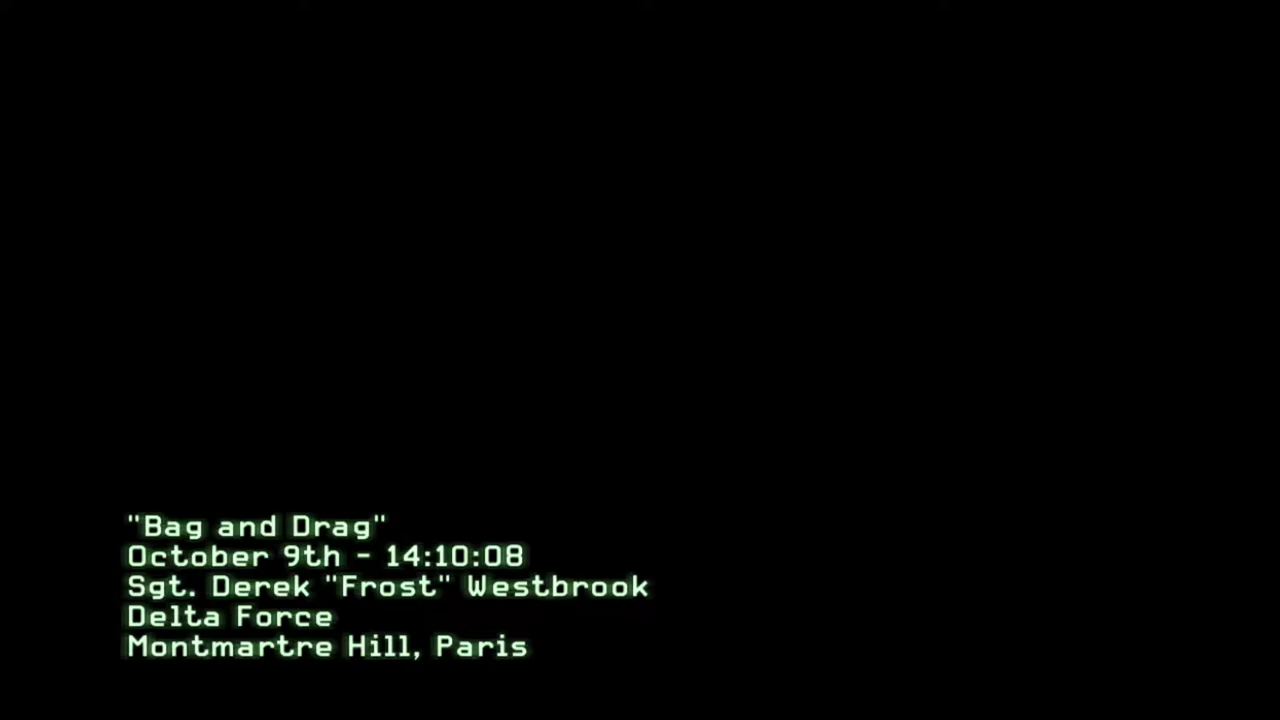 "Bag and Drag"
October 9th - 14:10:08
Sgt. Derek "Frost" Westbrook
Delta Force
Montmartre Hill, Paris